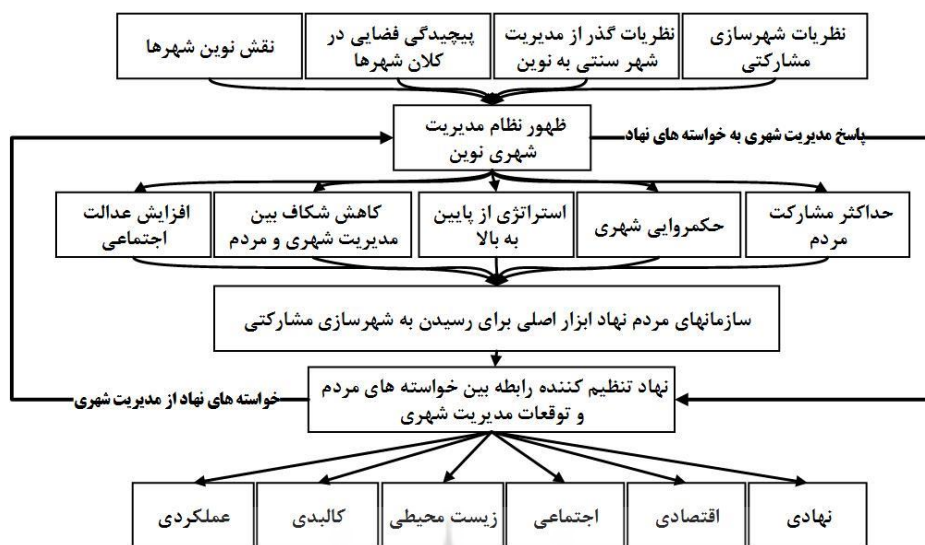 نظریات شهرسازی
مشارکتی
نظریات گذر از مدیریت
شهر سنتی به نوین
پیچیدگی فضایی در
کلان شهرها
نقش نوین شهرها
ظهور نظام مدیریت
شهری نوین
پاسخ مدیریت شهری به خواسته های نهاد
حداکثر مشارکت
مردم
حکمروایی شهری
استراتژی از پایین
به بالا
کاهش شکاف بین
مدیریت شهری و مردم
افزایش عدالت
اجتماعی
سازمانهای مردم نهاد ابزار اصلی برای رسیدن به شهرسازی مشارکتی
نهاد تنظیم کننده رابطه بین خواسته های مردم
و توقعات مدیریت شهری
خواسته های نهاد از مدیریت شهری
نهادی
اقتصادی
اجتماعی
زیست محیطی
کالبدی
عملکردی